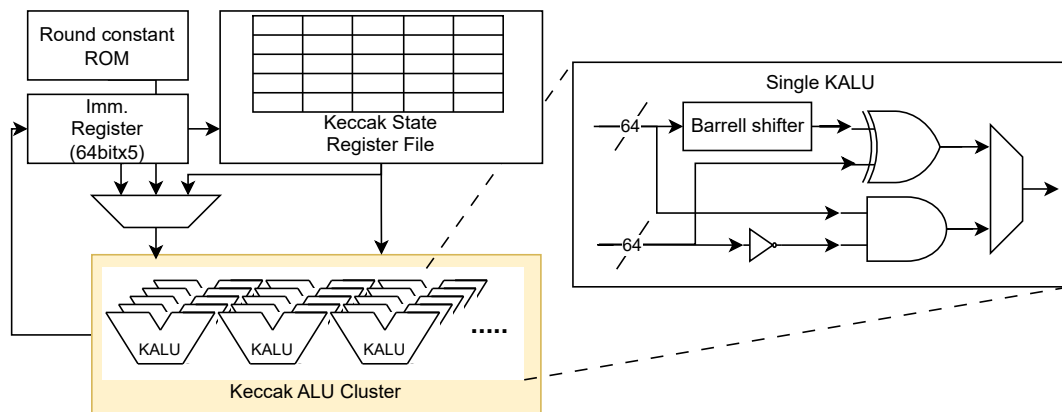 Round constant
ROM
Imm.
Register
(64bitx5)
Keccak State
Register File
KALU
KALU
KALU
.....
Keccak ALU Cluster
Single KALU
64
Barrell shifter
64